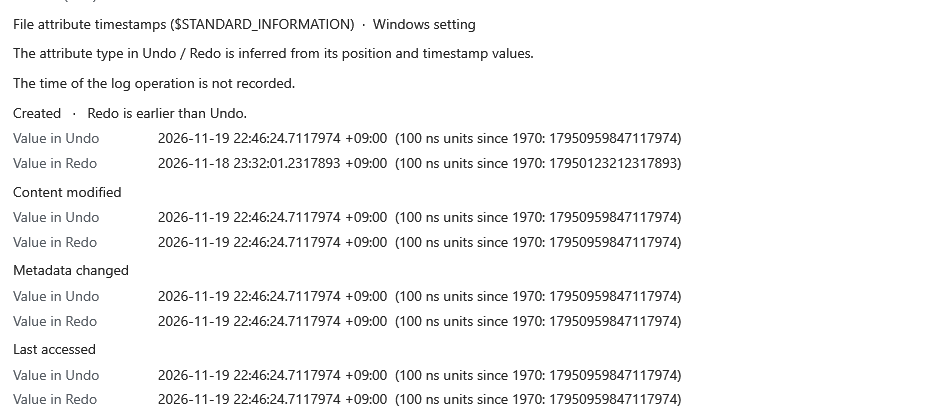 File attribute timestamps ($STANDARD_INFORMATION) · Windows setting
The attribute type in Undo / Redo is inferred from its position and timestamp values.
The time of the log operation is not recorded.
Created · Redo is earlier than Undo.
Value in Undo 2026-11-19 22:46:24.7117974 +09:00 (100 ns units since 1970: 17950959847117974)
Value in Redo 2026-11-18 23:32:01.2317893 +09:00 (100 ns units since 1970: 17950123212317893)
Content modified
Value in Undo 2026-11-19 22:46:24.7117974 +09:00 (100 ns units since 1970: 17950959847117974)
Value in Redo 2026-11-19 22:46:24.7117974 +09:00 (100 ns units since 1970: 17950959847117974)
Metadata changed
Value in Undo 2026-11-19 22:46:24.7117974 +09:00 (100 ns units since 1970: 17950959847117974)
Value in Redo 2026-11-19 22:46:24.7117974 +09:00 (100 ns units since 1970: 17950959847117974)
Last accessed
Value in Undo 2026-11-19 22:46:24.7117974 +09:00 (100 ns units since 1970: 17950959847117974)
Value in Redo 2026-11-19 22:46:24.7117974 +09:00 (100 ns units since 1970: 17950959847117974)